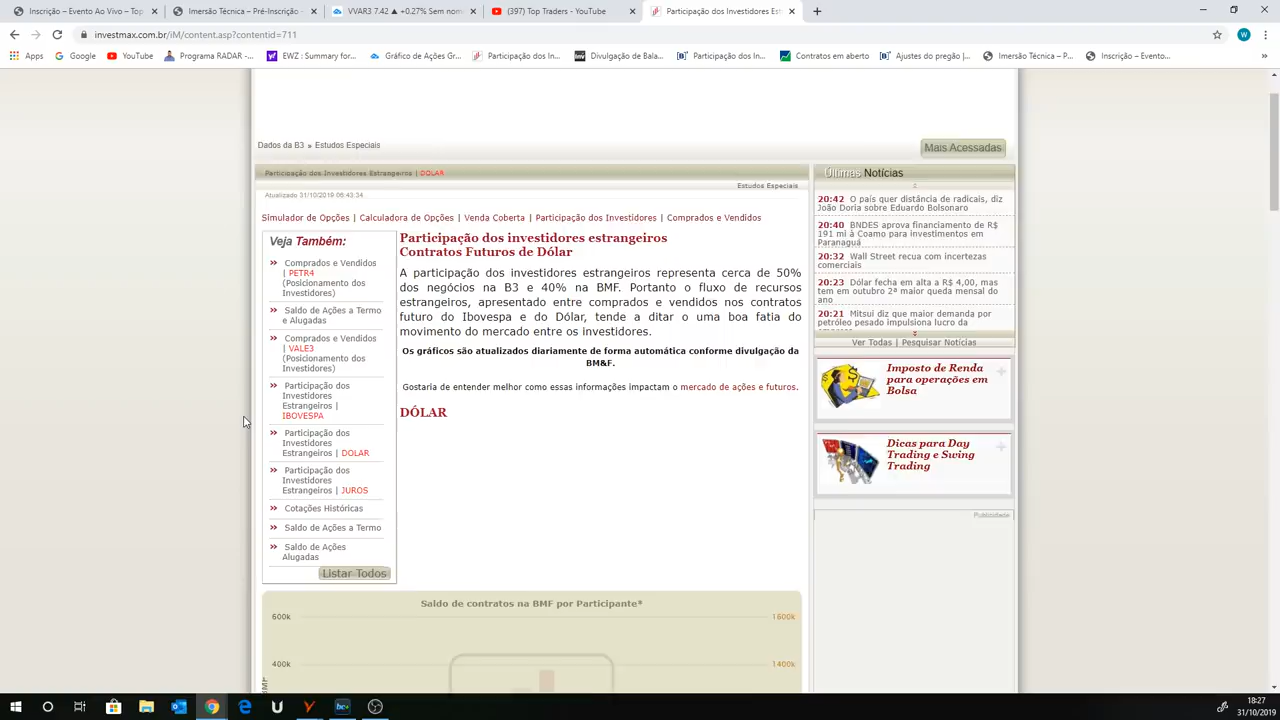 Inscrição – Evento Ao Vivo – Top
Imersão Técnica – Pré-Inscrição –
VVAR3 7.42 ▲ +0.27% Sem nom
(397) Top Traders - YouTube
Participação dos Investidores Est
investmax.com.br/iM/content.asp?contentid=711
W
Apps
Google
YouTube
Programa RADAR -...
EWZ : Summary for...
Gráfico de Ações Gr...
Participação dos In...
Divulgação de Bala...
Participação dos In...
Contratos em aberto
Ajustes do pregão |...
Imersão Técnica – P...
Inscrição – Evento...
Dados da B3 » Estudos Especiais
Mais Acessadas
Participação dos Investidores Estrangeiros | DOLAR
Estudos Especiais
Atualizado 31/10/2019 06:43:34
Simulador de Opções | Calculadora de Opções | Venda Coberta | Participação dos Investidores | Comprados e Vendidos
Veja Também:
» Comprados e Vendidos
| PETR4
(Posicionamento dos
Investidores)
» Saldo de Ações a Termo
e Alugadas
» Comprados e Vendidos
| VALE3
(Posicionamento dos
Investidores)
» Participação dos
Investidores
Estrangeiros |
IBOVESPA
» Participação dos
Investidores
Estrangeiros | DOLAR
» Participação dos
Investidores
Estrangeiros | JUROS
» Cotações Históricas
» Saldo de Ações a Termo
» Saldo de Ações
Alugadas
Listar Todos
Participação dos investidores estrangeiros
Contratos Futuros de Dólar
A participação dos investidores estrangeiros representa cerca de 50%
dos negócios na B3 e 40% na BMF. Portanto o fluxo de recursos
estrangeiros, apresentado entre comprados e vendidos nos contratos
futuro do Ibovespa e do Dólar, tende a ditar o uma boa fatia do
movimento do mercado entre os investidores.
Os gráficos são atualizados diariamente de forma automática conforme divulgação da
BM&F.
Gostaria de entender melhor como essas informações impactam o mercado de ações e futuros.
DÓLAR
Saldo de contratos na BMF por Participante*
600k
1600k
400k
1400k
Últimas Notícias
20:42 O país quer distância de radicais, diz
João Doria sobre Eduardo Bolsonaro
20:40 BNDES aprova financiamento de R$
191 mi à Coamo para investimentos em
Paranaguá
20:32 Wall Street recua com incertezas
comerciais
20:23 Dólar fecha em alta a R$ 4,00, mas
tem em outubro 2ª maior queda mensal do
ano
20:21 Mitsui diz que maior demanda por
petróleo pesado impulsiona lucro da
Ver Todas | Pesquisar Notícias
Imposto de Renda
para operações em
Bolsa
Dicas para Day
Trading e Swing
Trading
Publicidade
18:27
31/10/2019